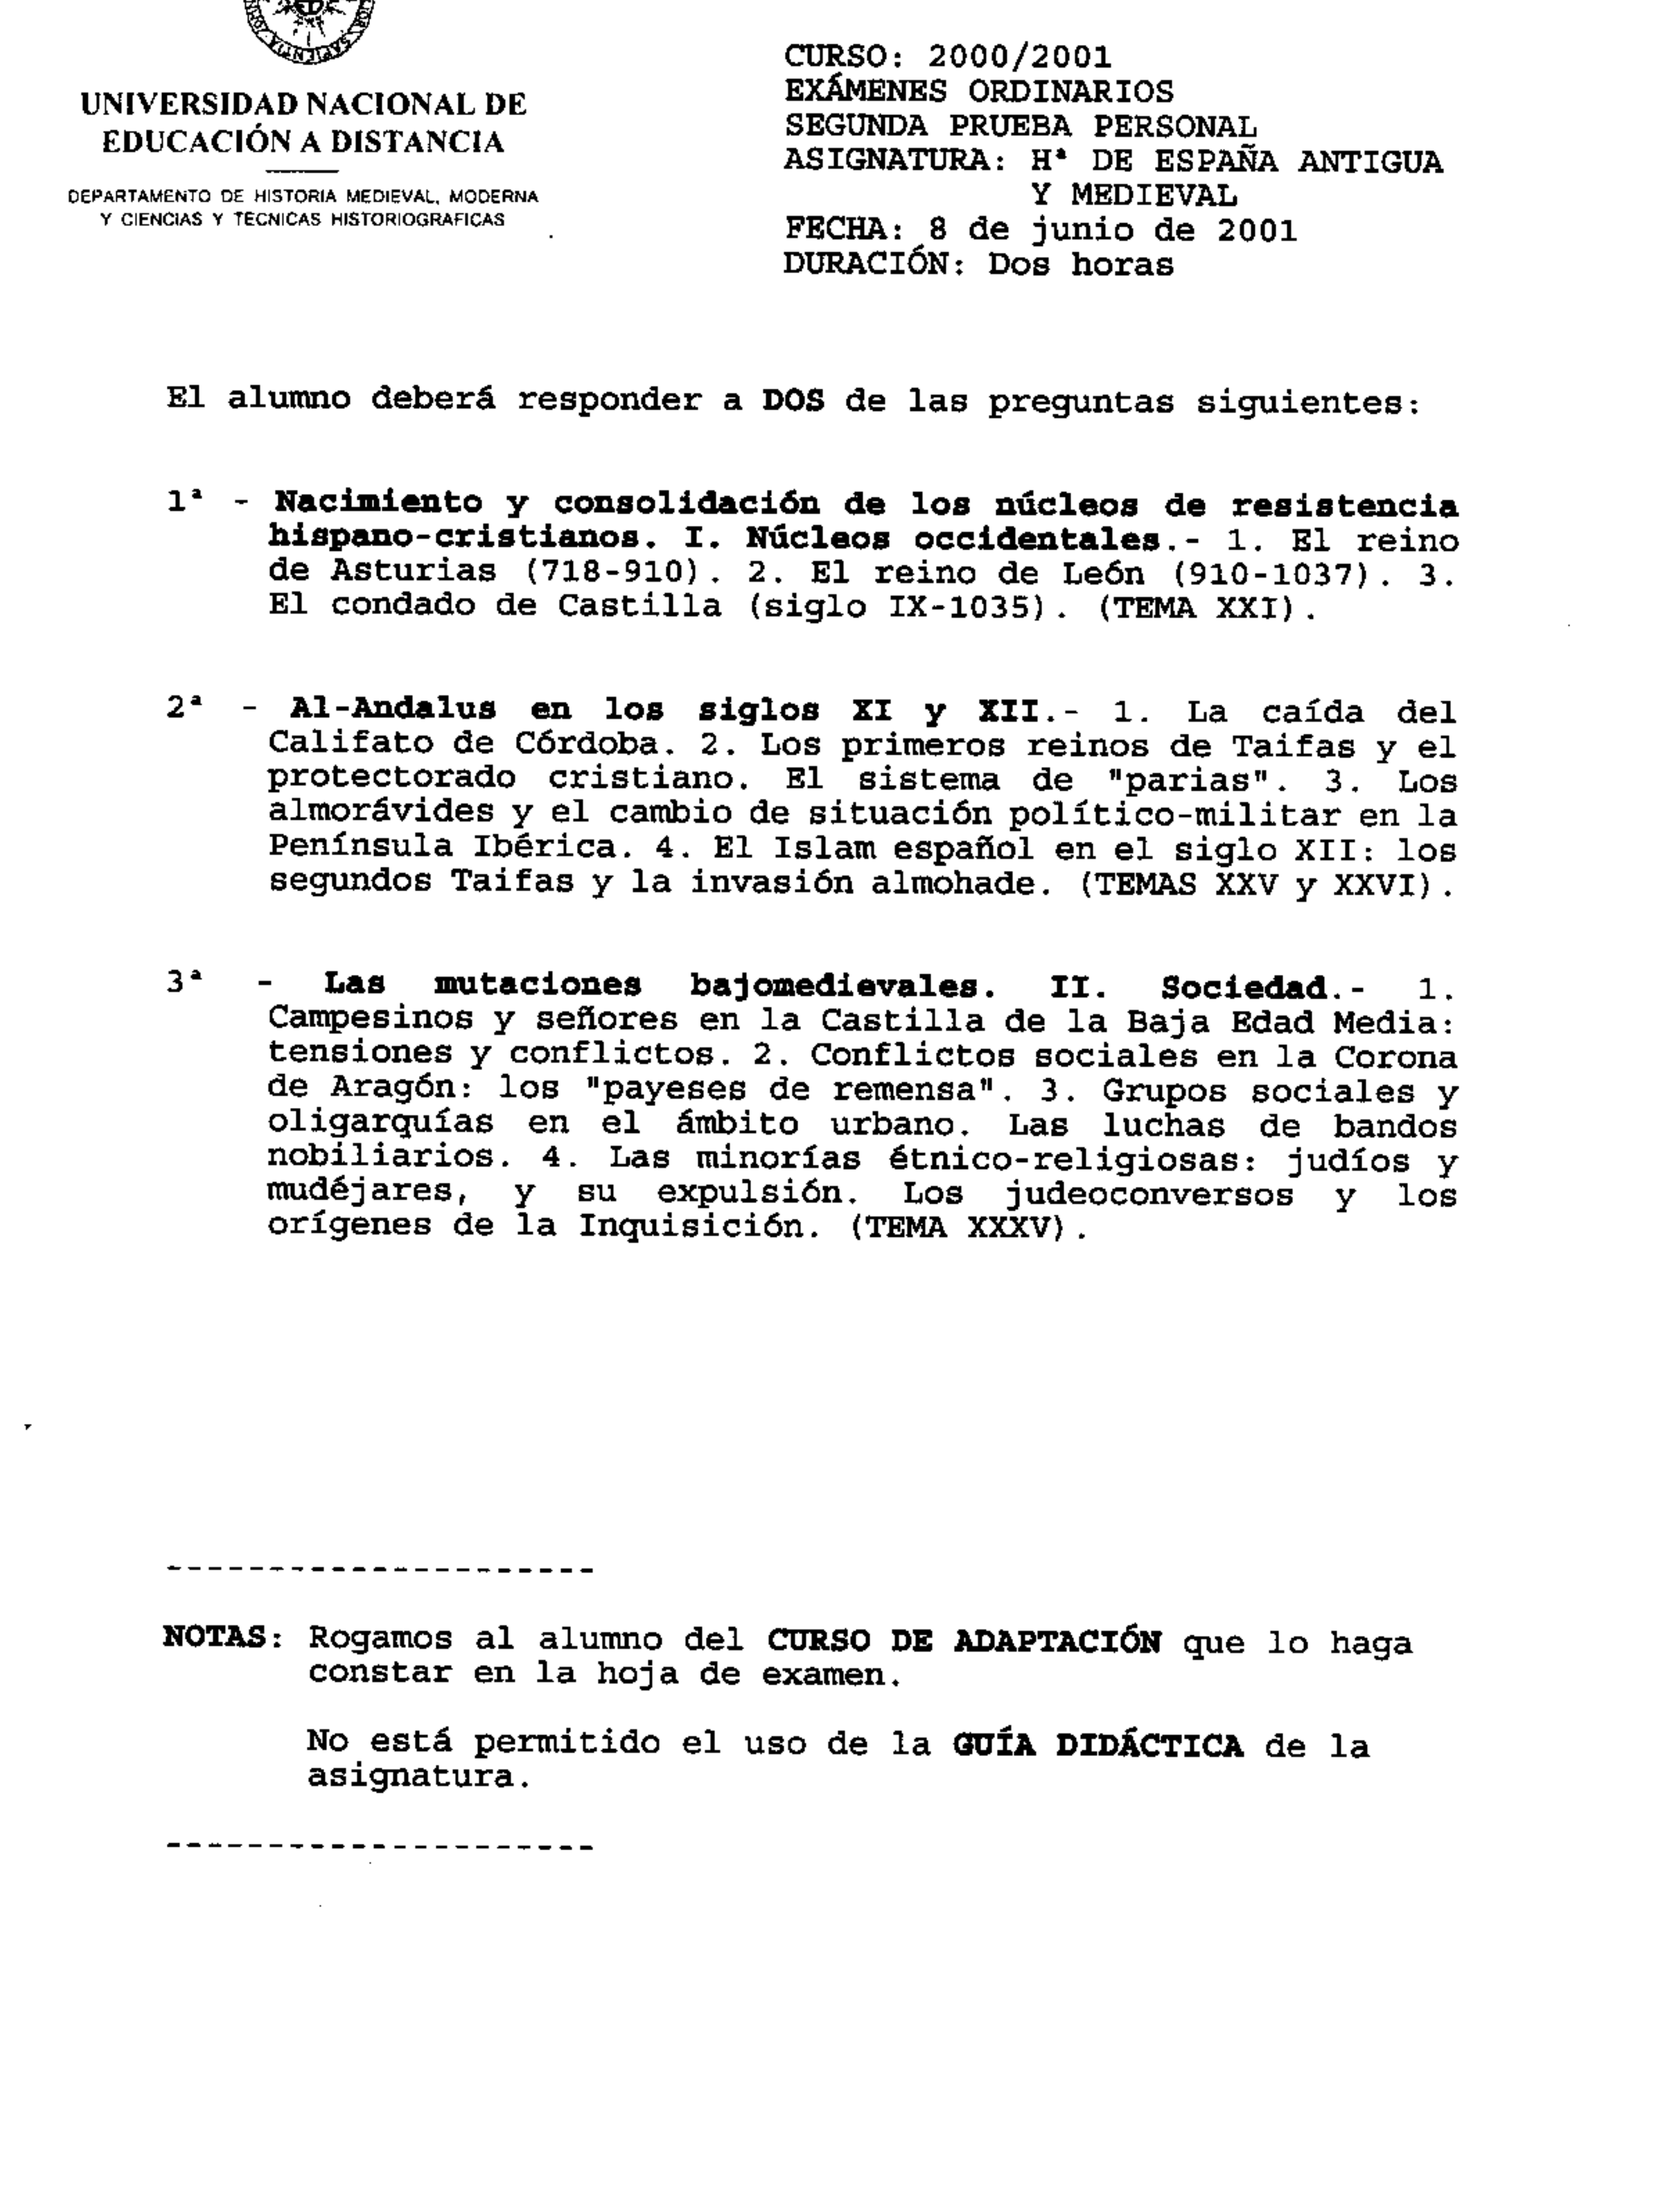 SAPIENTIA
UNIVERSIDAD NACIONAL DE
EDUCACIÓN A DISTANCIA
DEPARTAMENTO DE HISTORIA MEDIEVAL, MODERNA
Y CIENCIAS Y TECNICAS HISTORIOGRAFICAS
CURSO: 2000/2001
EXÁMENES ORDINARIOS
SEGUNDA PRUEBA PERSONAL
ASIGNATURA: Hª DE ESPAÑA ANTIGUA
Y MEDIEVAL
FECHA: 8 de junio de 2001
DURACIÓN: Dos horas
El alumno deberá responder a DOS de las preguntas siguientes:
1ª - Nacimiento y consolidación de los núcleos de resistencia
hispano-cristianos. I. Núcleos occidentales.- 1. El reino
de Asturias (718-910). 2. El reino de León (910-1037). 3.
El condado de Castilla (siglo IX-1035). (TEMA XXI).
2ª - Al-Andalus en los siglos XI y XII.- 1. La caída del
Califato de Córdoba. 2. Los primeros reinos de Taifas y el
protectorado cristiano. El sistema de "parias". 3. Los
almorávides y el cambio de situación político-militar en la
Península Ibérica. 4. El Islam español en el siglo XII: los
segundos Taifas y la invasión almohade. (TEMAS XXV y XXVI).
3ª - Las mutaciones bajomedievales. II. Sociedad.- 1.
Campesinos y señores en la Castilla de la Baja Edad Media:
tensiones y conflictos. 2. Conflictos sociales en la Corona
de Aragón: los "payeses de remensa". 3. Grupos sociales y
oligarquías en el ámbito urbano. Las luchas de bandos
nobiliarios. 4. Las minorías étnico-religiosas: judíos y
mudéjares, y su expulsión. Los judeoconversos y los
orígenes de la Inquisición. (TEMA XXXV).
NOTAS: Rogamos al alumno del CURSO DE ADAPTACIÓN que lo haga
constar en la hoja de examen.
No está permitido el uso de la GUÍA DIDÁCTICA de la
asignatura.